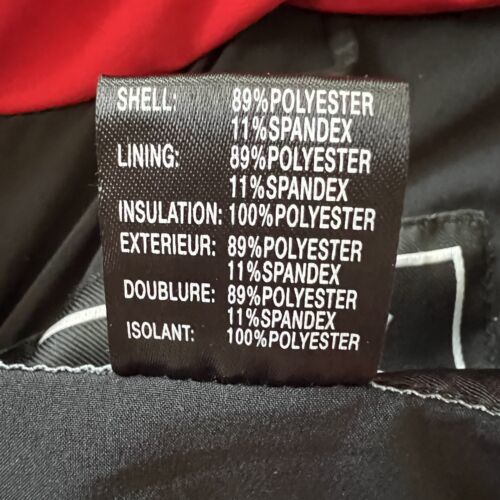 SHELL: 89%POLYESTER
11%SPANDEX
LINING: 89%POLYESTER
11%SPANDEX
INSULATION: 100%POLYESTER
EXTERIEUR: 89%POLYESTER
11%SPANDEX
DOUBLURE: 89%POLYESTER
11%SPANDEX
ISOLANT: 100%POLYESTER